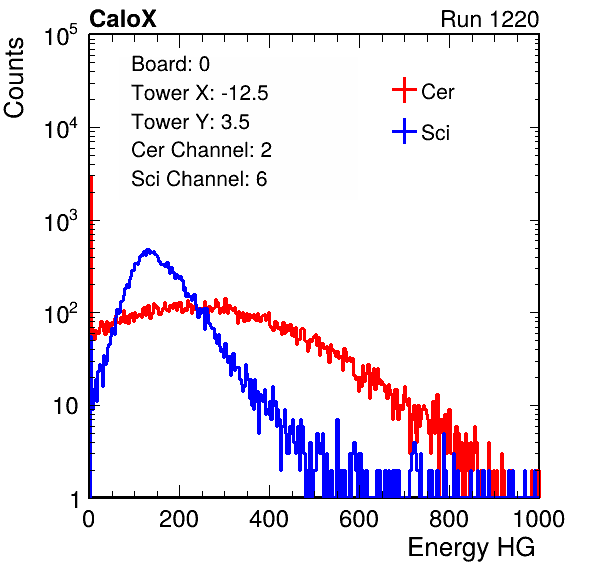 CaloX Run 1220
Counts
Board: 0
Tower X: -12.5
Tower Y: 3.5
Cer Channel: 2
Sci Channel: 6
Cer
Sci
10^5
10^4
10^3
10^2
10
1
0 200 400 600 800 1000
Energy HG